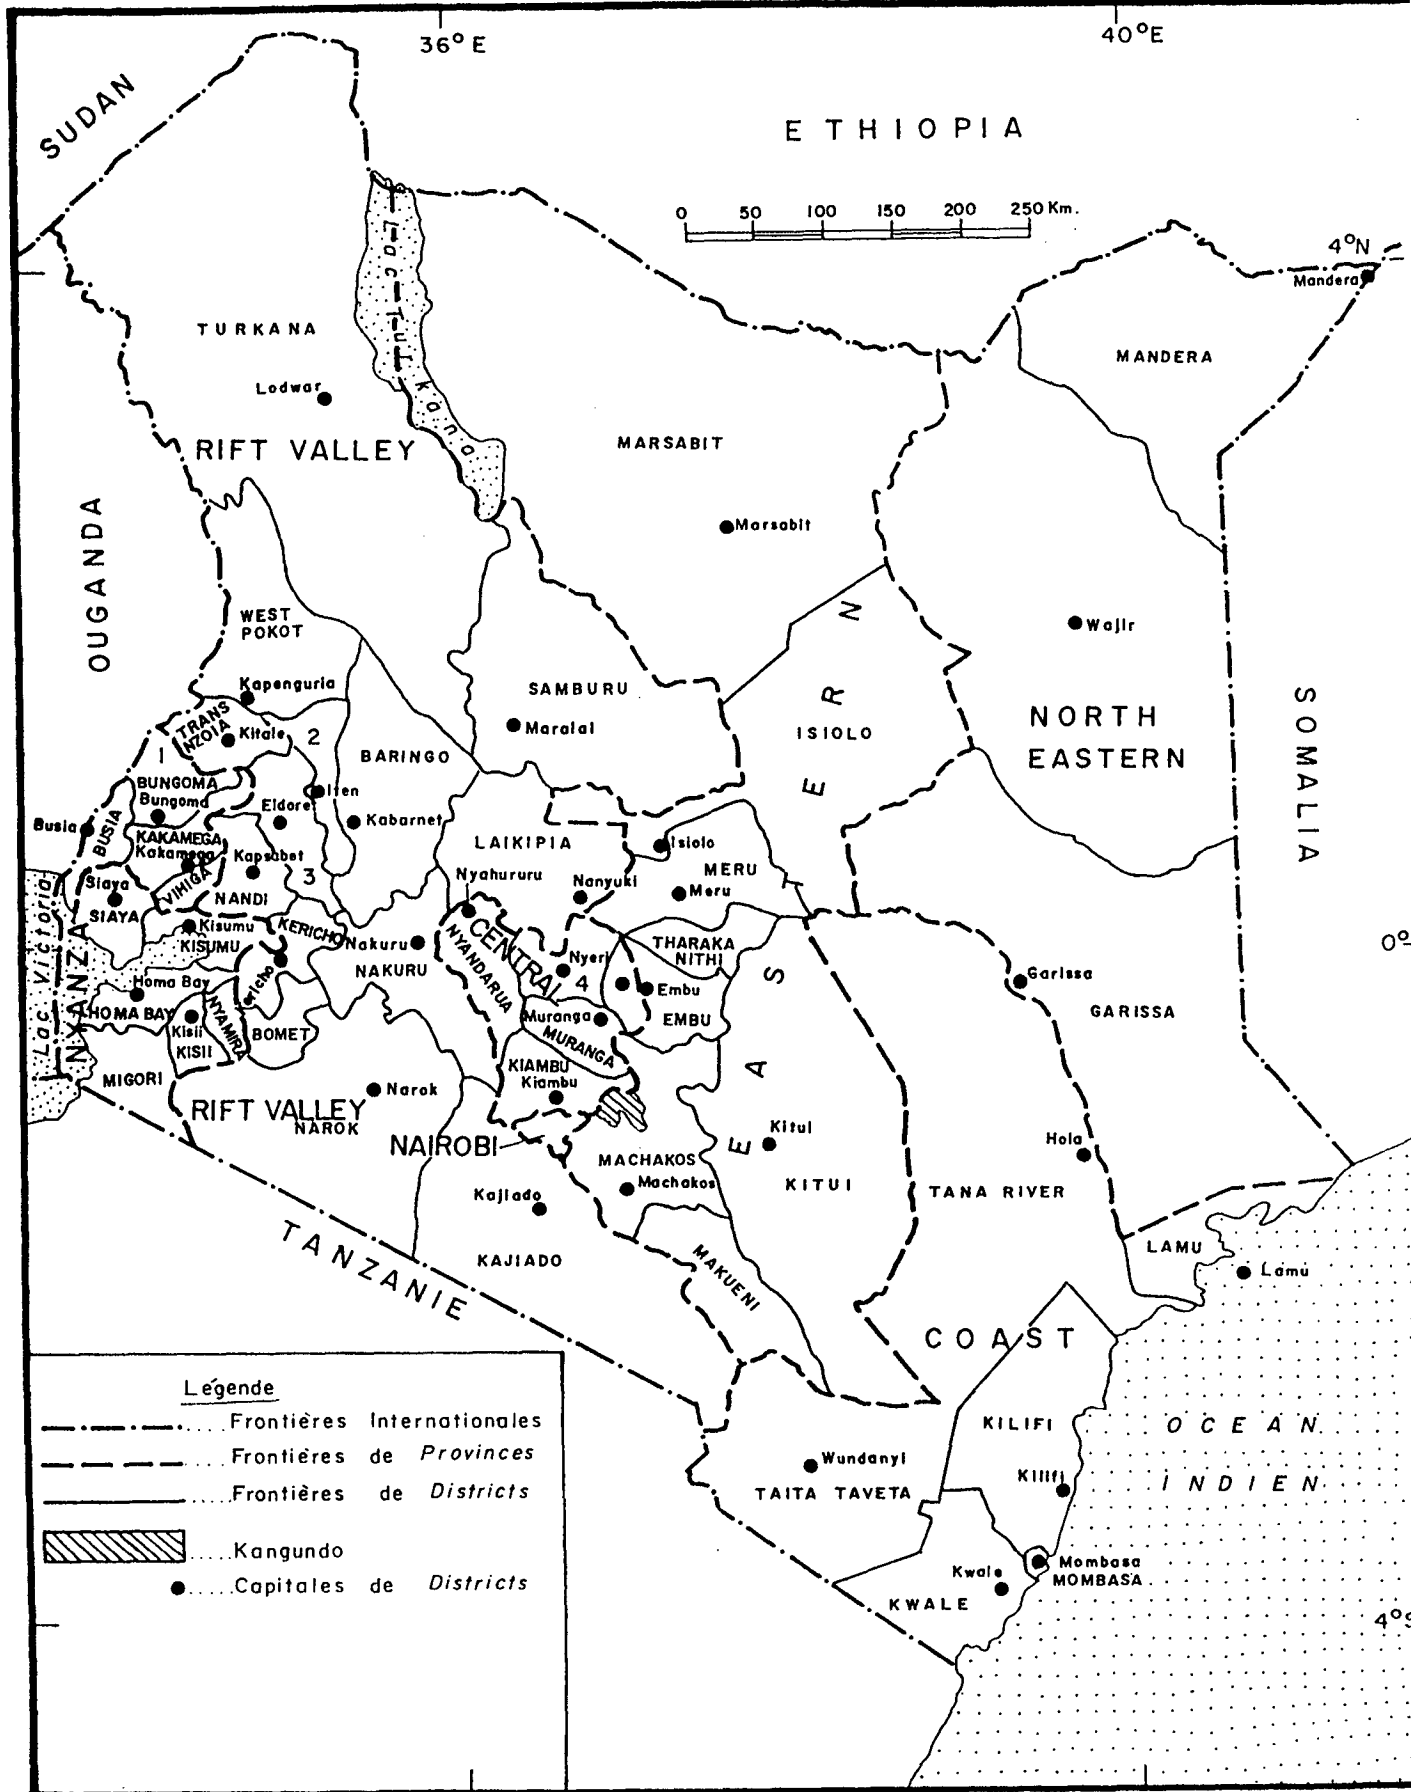 36° E
40° E
SUDAN
ETHIOPIA
0 50 100 150 200 250 Km.
4°N
Mandera
MANDERA
TURKANA
Lodwar
Lac Turkana
RIFT VALLEY
MARSABIT
Marsabit
OUGANDA
WEST
POKOT
Wajir
Kapenguria
SAMBURU
Maralal
NORTH
EASTERN
SOMALIA
TRANS
NZOIA
Kitale
1
2
BARINGO
ISIOLO
EASTERN
BUNGOMA
Bungoma
Iten
Eldoret
Kabarnet
Busia
BUSIA
KAKAMEGA
Kakamega
Kapsabet
LAIKIPIA
Isiolo
MERU
Meru
Nyahururu
Nanyuki
Siaya
SIAYA
VIHIGA
NANDI
3
Lac Victoria
NYANZA
Kisumu
KISUMU
KERICHO
Nakuru
NAKURU
CENTRAL
NYANDARUA
Nyeri
4
THARAKA
NITHI
Embu
EMBU
0°
Garissa
GARISSA
Homa Bay
HOMA BAY
Kericho
Kisii
KISII
NYAMIRA
BOMET
Muranga
MURANGA
KIAMBU
Kiambu
MIGORI
Narok
RIFT VALLEY
NAROK
NAIROBI
Kitui
KITUI
Hola
TANA RIVER
MACHAKOS
Machakos
Kajiado
KAJIADO
TANZANIE
MAKUENI
LAMU
Lamu
COAST
Légende
Frontières Internationales
Frontières de Provinces
Frontières de Districts
Kangundo
Capitales de Districts
KILIFI
Kilifi
OCEAN
INDIEN
Wundanyi
TAITA TAVETA
Mombasa
MOMBASA
Kwale
KWALE
4°S